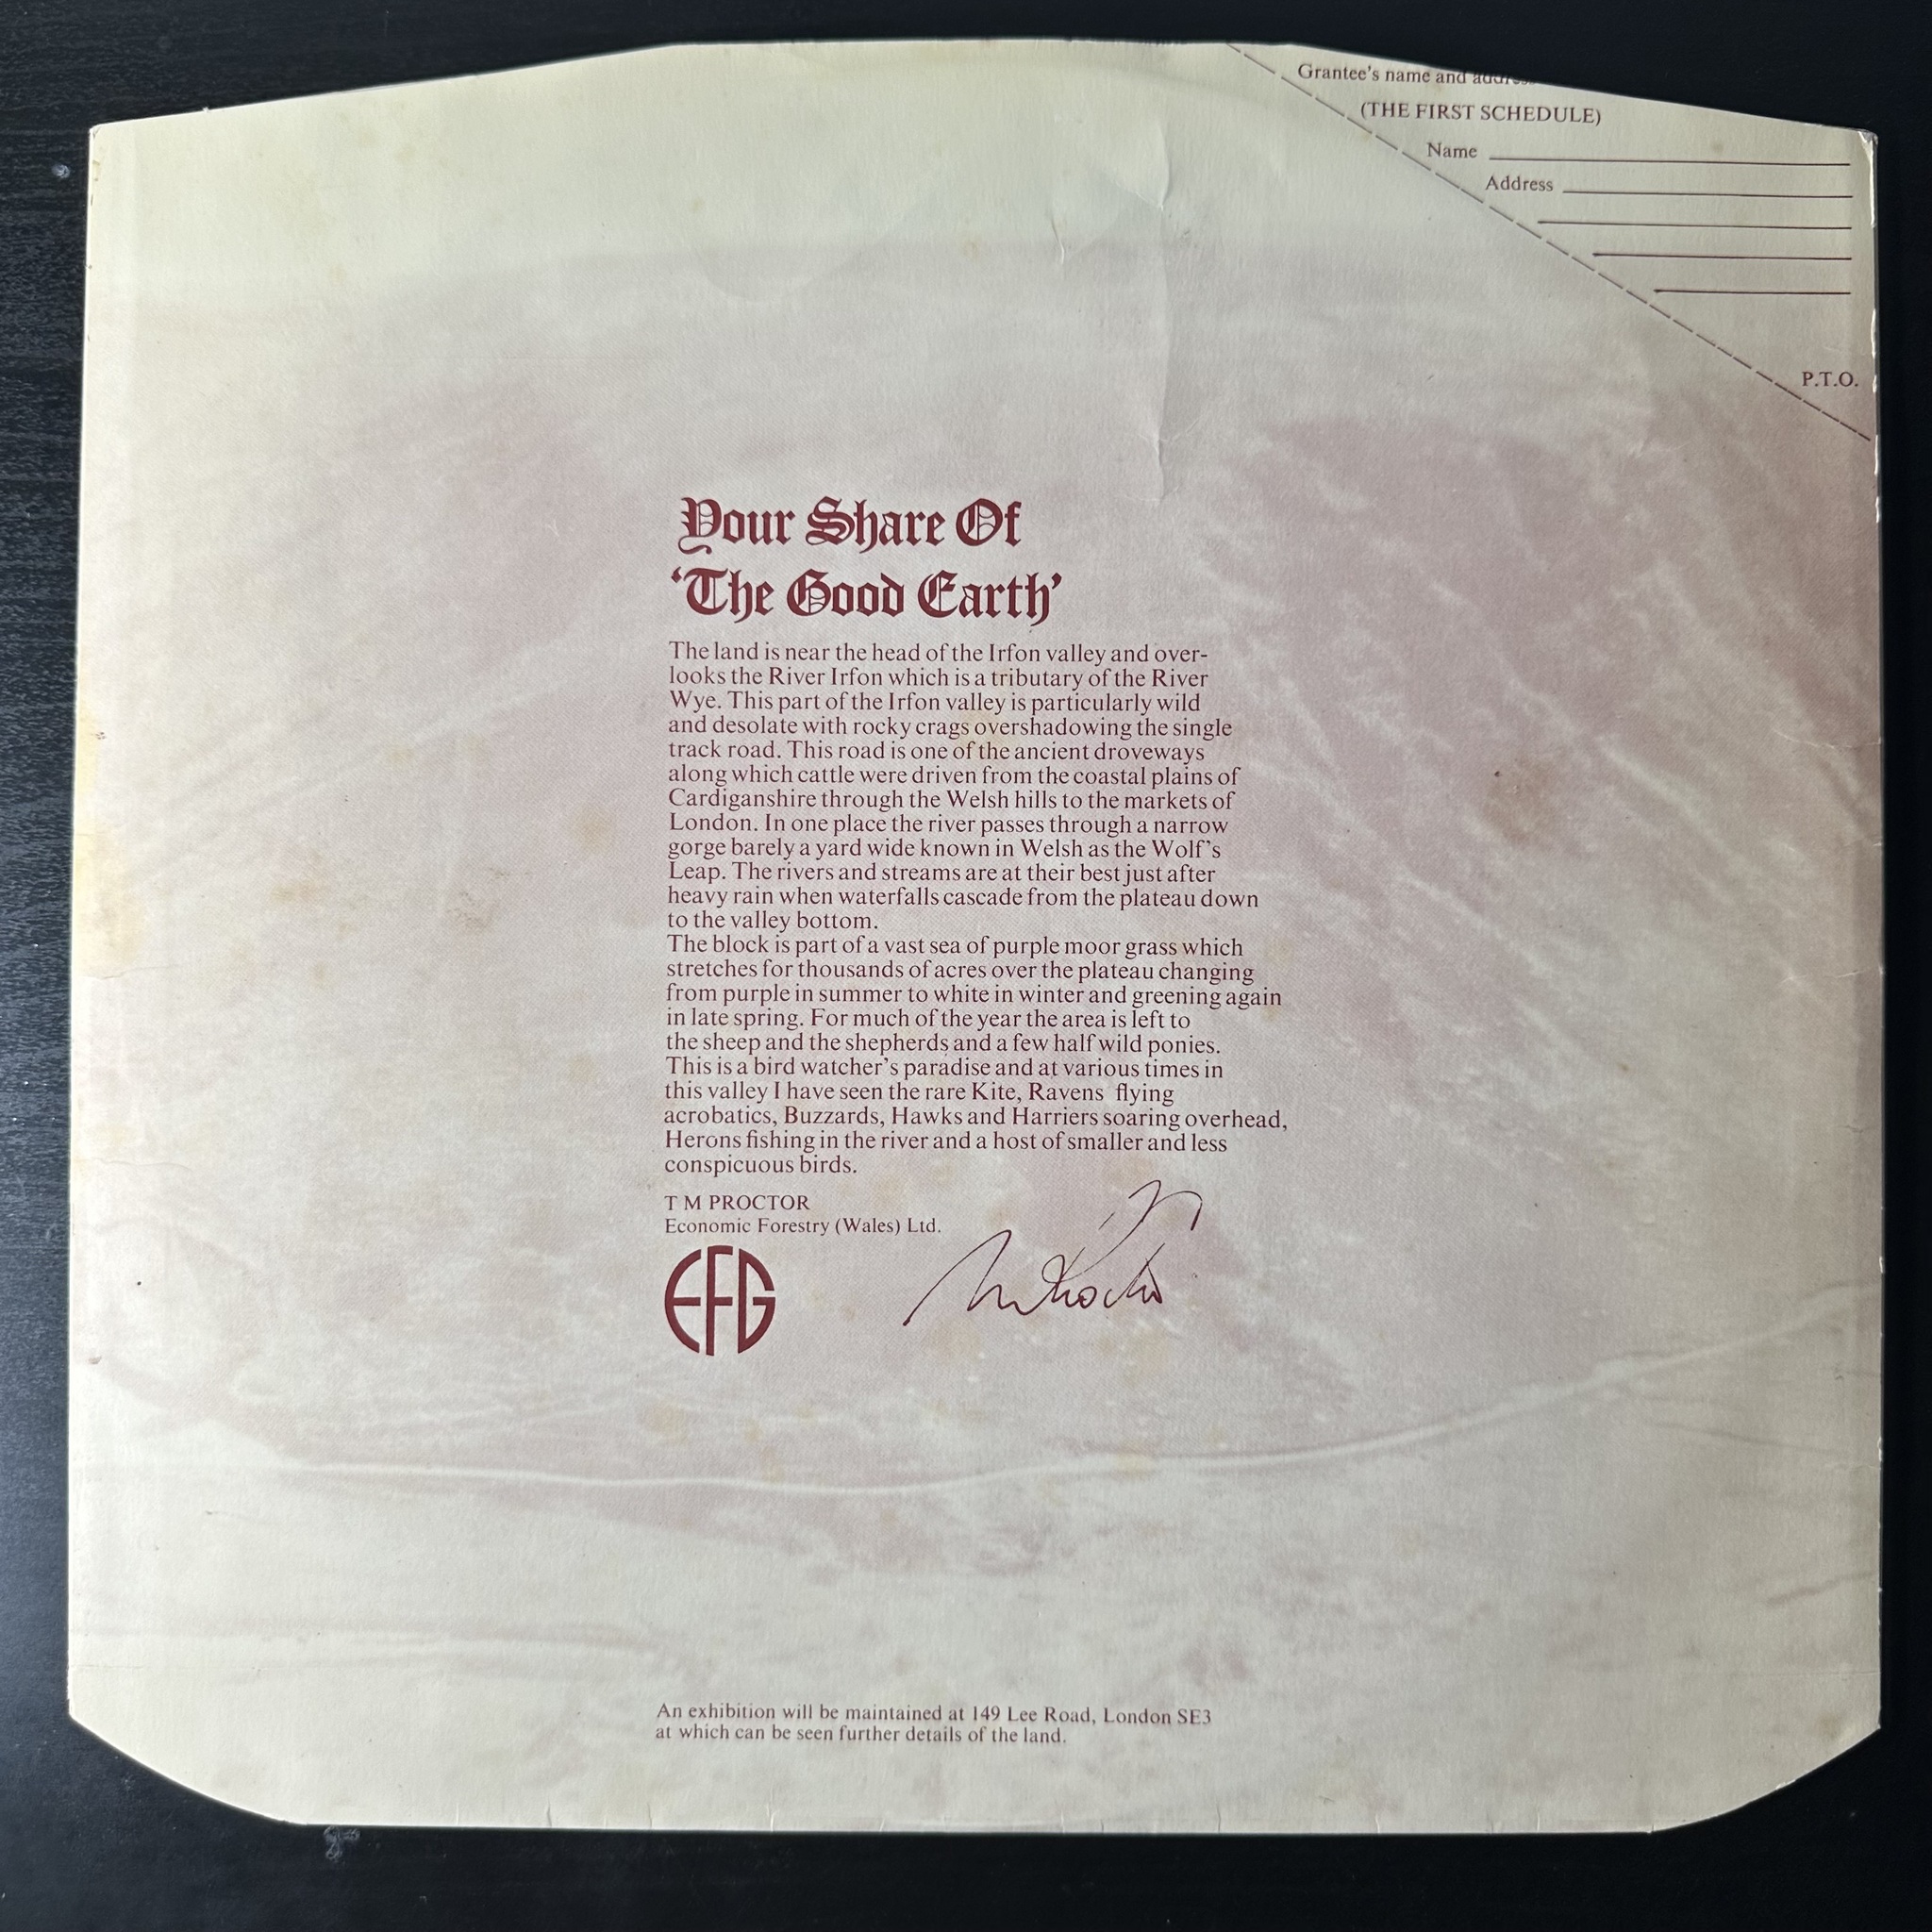 Grantee's name and address
(THE FIRST SCHEDULE)
Name
Address
P.T.O.
Your Share Of
‘The Good Earth’
The land is near the head of the Irfon valley and over-
looks the River Irfon which is a tributary of the River
Wye. This part of the Irfon valley is particularly wild
and desolate with rocky crags overshadowing the single
track road. This road is one of the ancient droveways
along which cattle were driven from the coastal plains of
Cardiganshire through the Welsh hills to the markets of
London. In one place the river passes through a narrow
gorge barely a yard wide known in Welsh as the Wolf's
Leap. The rivers and streams are at their best just after
heavy rain when waterfalls cascade from the plateau down
to the valley bottom.
The block is part of a vast sea of purple moor grass which
stretches for thousands of acres over the plateau changing
from purple in summer to white in winter and greening again
in late spring. For much of the year the area is left to
the sheep and the shepherds and a few half wild ponies.
This is a bird watcher's paradise and at various times in
this valley I have seen the rare Kite, Ravens flying
acrobatics, Buzzards, Hawks and Harriers soaring overhead,
Herons fishing in the river and a host of smaller and less
conspicuous birds.
T M PROCTOR
Economic Forestry (Wales) Ltd.
EFG
An exhibition will be maintained at 149 Lee Road, London SE3
at which can be seen further details of the land.